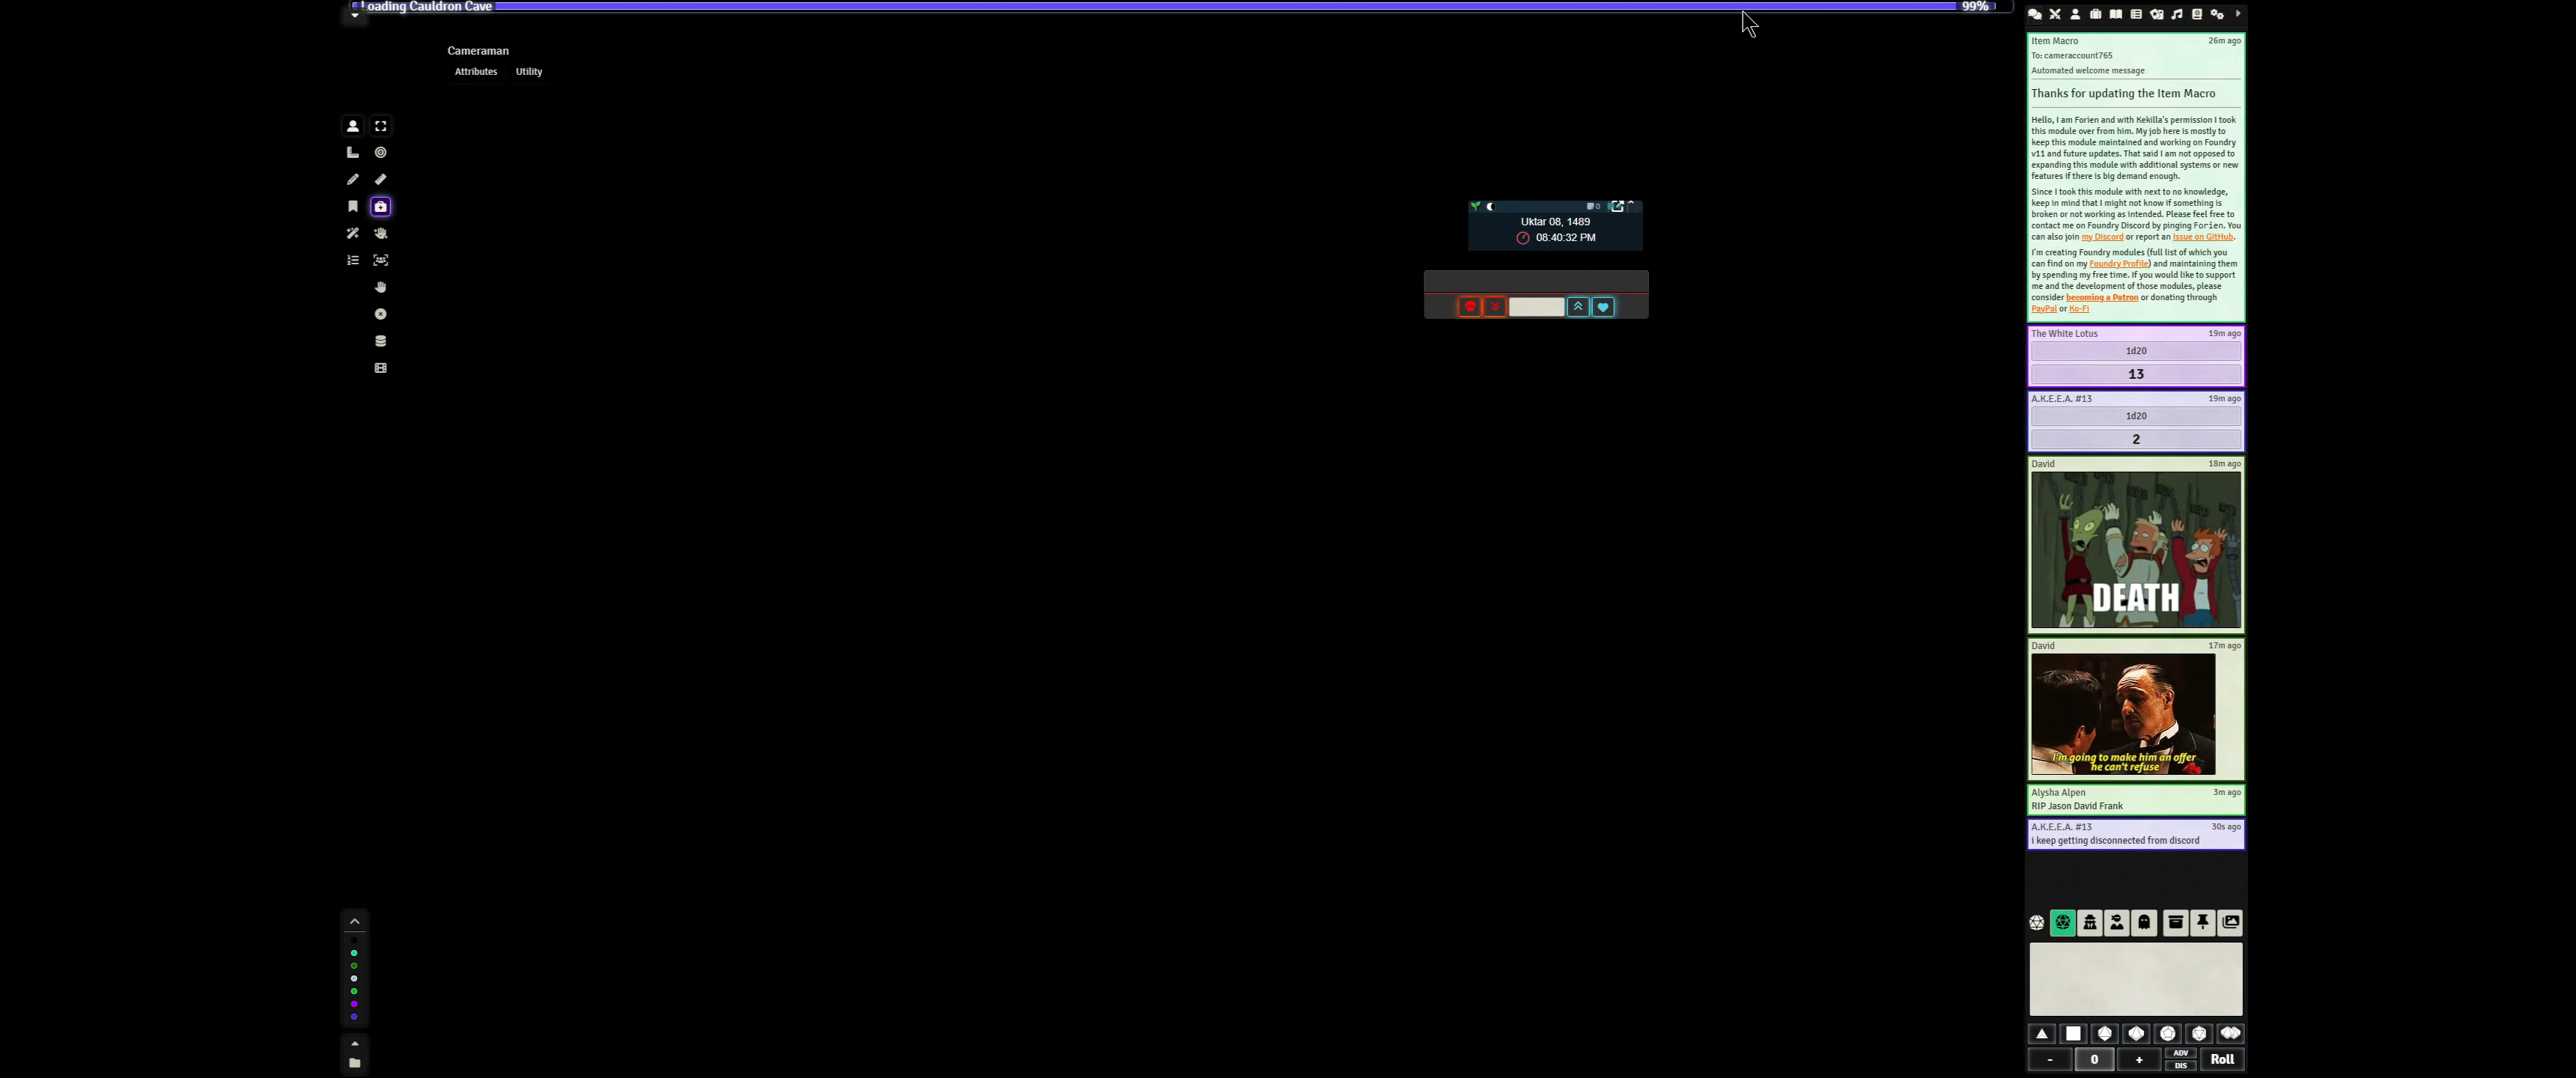 Loading Cauldron Cave
99%
Cameraman
Attributes Utility
0
Uktar 08, 1489
08:40:32 PM
Item Macro 26m ago
To: cameraccount765
Automated welcome message
Thanks for updating the Item Macro
Hello, I am Forien and with Kekilla's permission I took
this module over from him. My job here is mostly to
keep this module maintained and working on Foundry
v11 and future updates. That said I am not opposed to
expanding this module with additional systems or new
features if there is big demand enough.
Since I took this module with next to no knowledge,
keep in mind that I might not know if something is
broken or not working as intended. Please feel free to
contact me on Foundry Discord by pinging Forien. You
can also join my Discord or report an Issue on GitHub.
I'm creating Foundry modules (full list of which you
can find on my Foundry Profile) and maintaining them
by spending my free time. If you would like to support
me and the development of those modules, please
consider becoming a Patron or donating through
PayPal or Ko-Fi
The White Lotus 19m ago
1d20
13
A.K.E.E.A. #13 19m ago
1d20
2
David 18m ago
DEATH
David 17m ago
I'm going to make him an offer
he can't refuse
Alysha Alpen 3m ago
RIP Jason David Frank
A.K.E.E.A. #13 30s ago
i keep getting disconnected from discord
- 0 + ADV DIS Roll